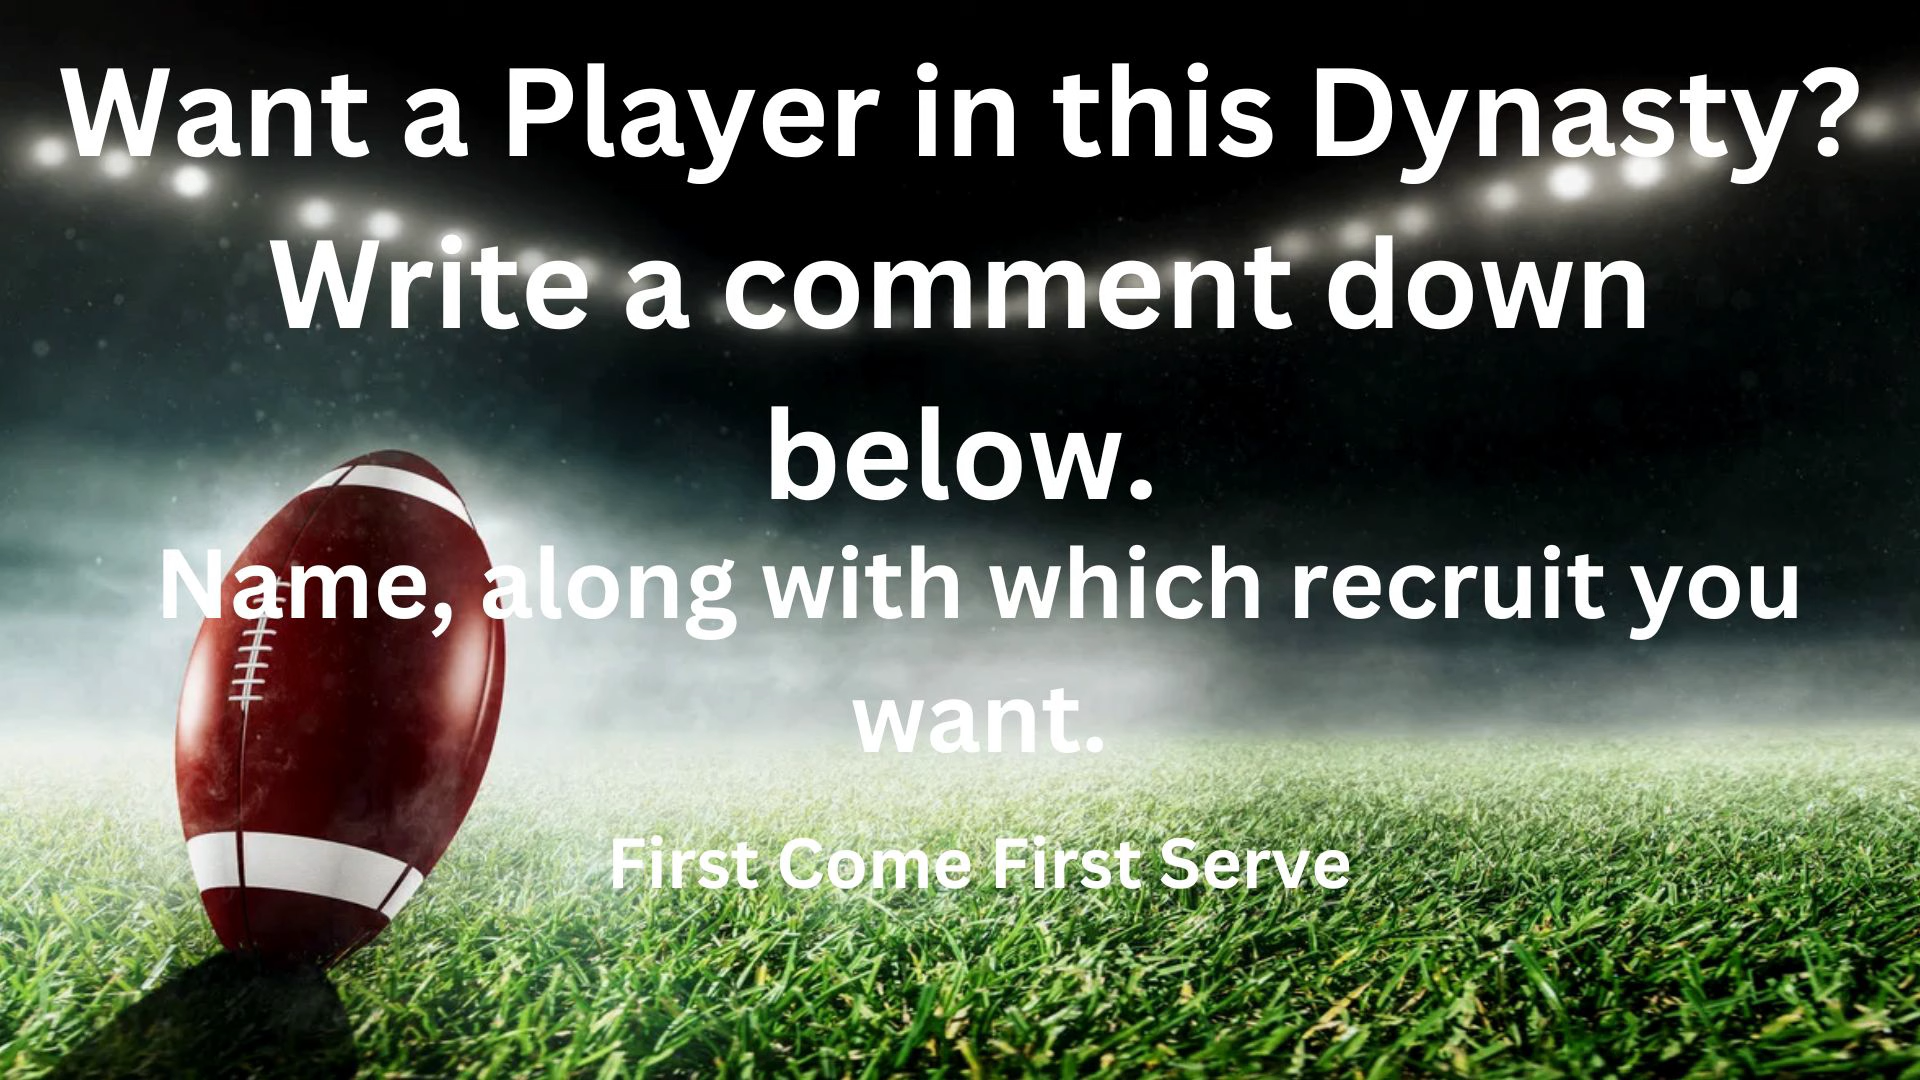 Want a Player in this Dynasty?
Write a comment down
below.
Name, along with which recruit you
want.
First Come First Serve